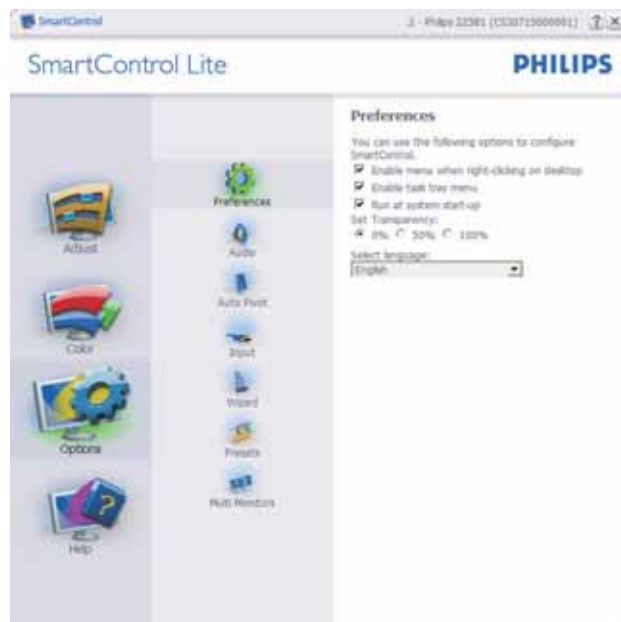 SmartControl
SmartControl Lite
PHILIPS
Adjust
Color
Options
Help
Preferences
Audio
Auto Pivot
Input
Wizard
Presets
Multi Monitors
Preferences
You can use the following options to configure
SmartControl.
Enable menu when right-clicking on desktop
Enable task tray menu
Run at system start-up
Set Transparency:
0% 50% 100%
Select language:
English